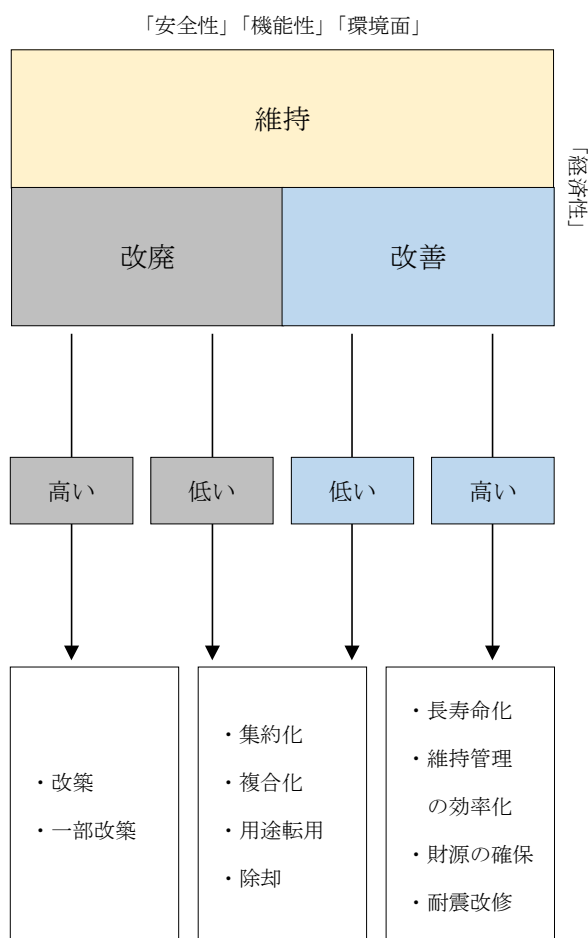 「安全性」「機能性」「環境面」
維持
「経済性」
改廃
改善
高い
低い
低い
高い
・改築
・一部改築
・集約化
・複合化
・用途転用
・除却
・長寿命化
・維持管理
の効率化
・財源の確保
・耐震改修